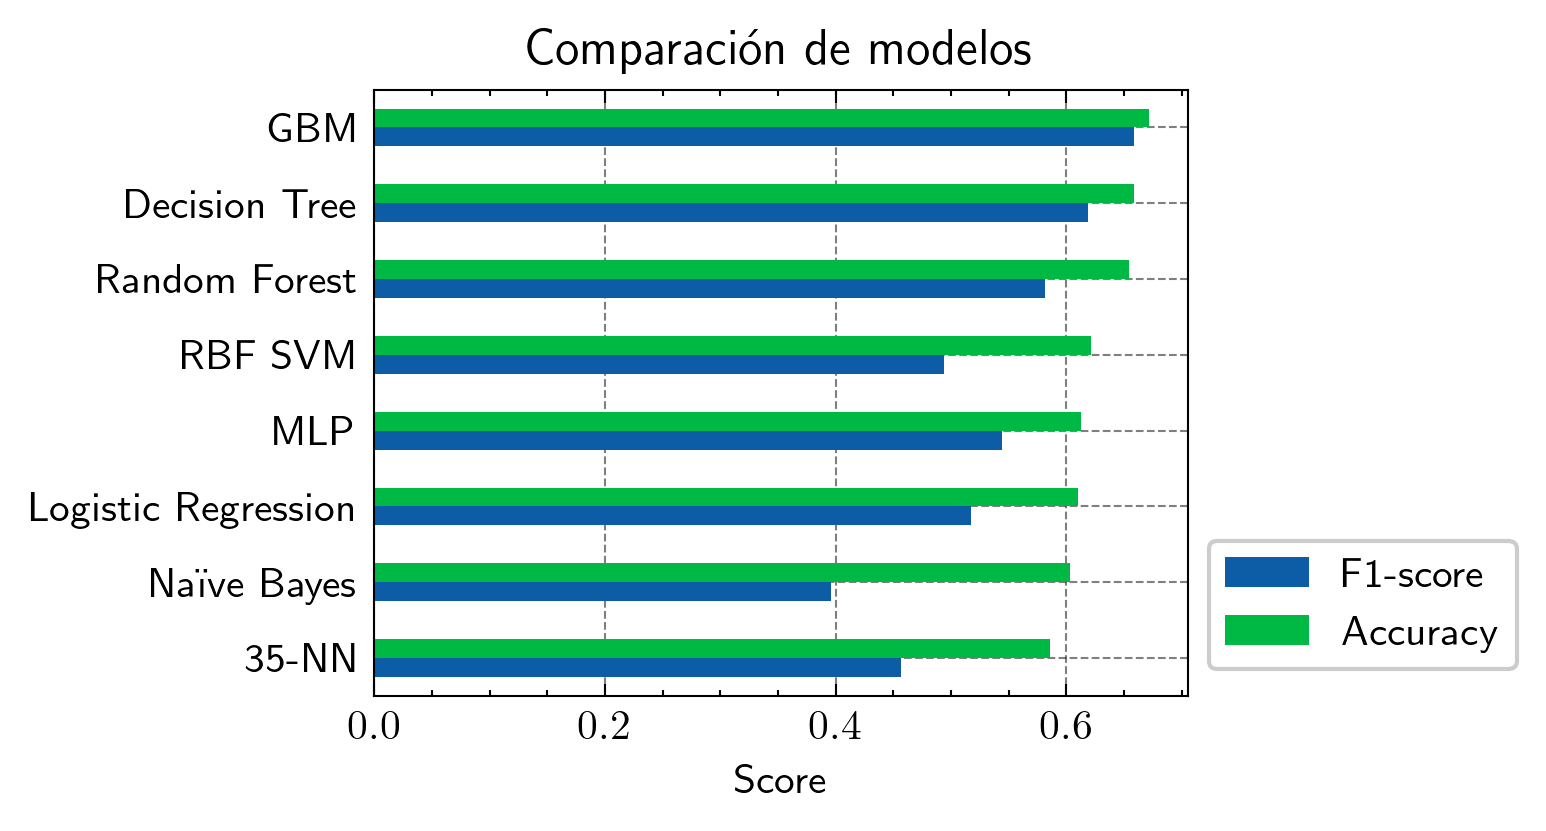 Comparación de modelos
GBM
Decision Tree
Random Forest
RBF SVM
MLP
Logistic Regression
Naïve Bayes
35-NN
0.0 0.2 0.4 0.6
Score
F1-score
Accuracy